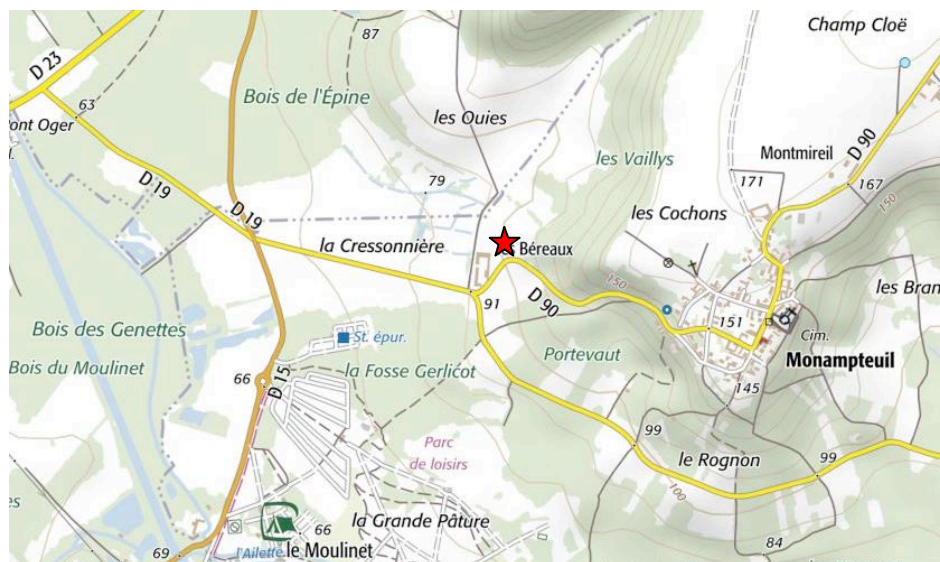 Champ Cloë
87
D 23
Bois de l'Épine
63
les Ouies
Pont Oger
D 90
les Vaillys
Montmireil
171
167
150
79
D 19
D 19
les Cochons
la Cressonnière
Béreaux
150
les Bran
91
D 90
Bois des Genettes
151
St. épur.
Cim.
Portevaut
Monampteuil
Bois du Moulinet
la Fosse Gerlicot
66
D 15
145
Parc
de loisirs
99
le Rognon
99
es
100
la Grande Pâture
66
84
69
l'Ailette
le Moulinet